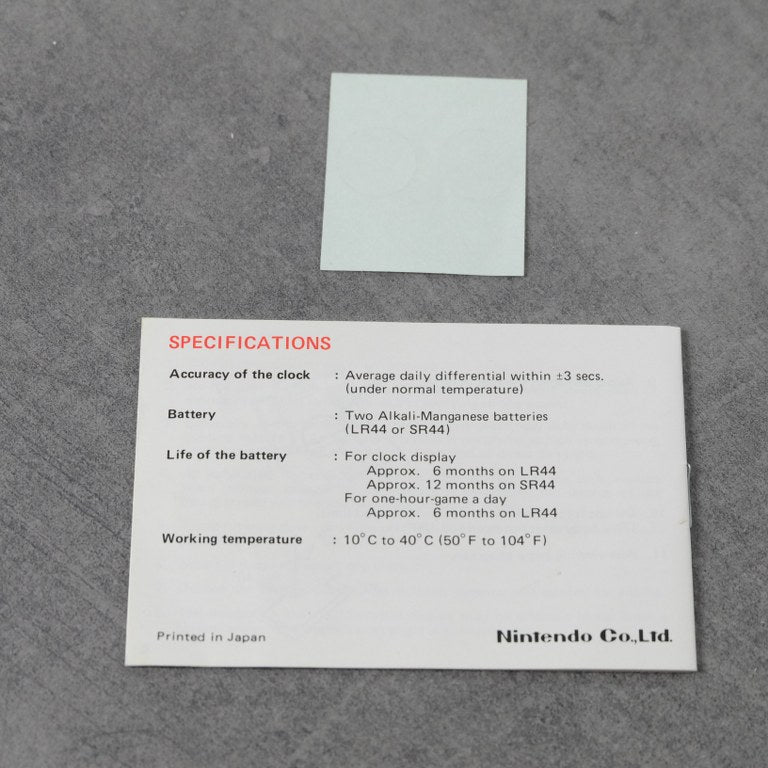 SPECIFICATIONS
Accuracy of the clock : Average daily differential within ±3 secs.
(under normal temperature)
Battery : Two Alkali-Manganese batteries
(LR44 or SR44)
Life of the battery : For clock display
Approx. 6 months on LR44
Approx. 12 months on SR44
For one-hour-game a day
Approx. 6 months on LR44
Working temperature : 10°C to 40°C (50°F to 104°F)
Printed in Japan Nintendo Co.,Ltd.